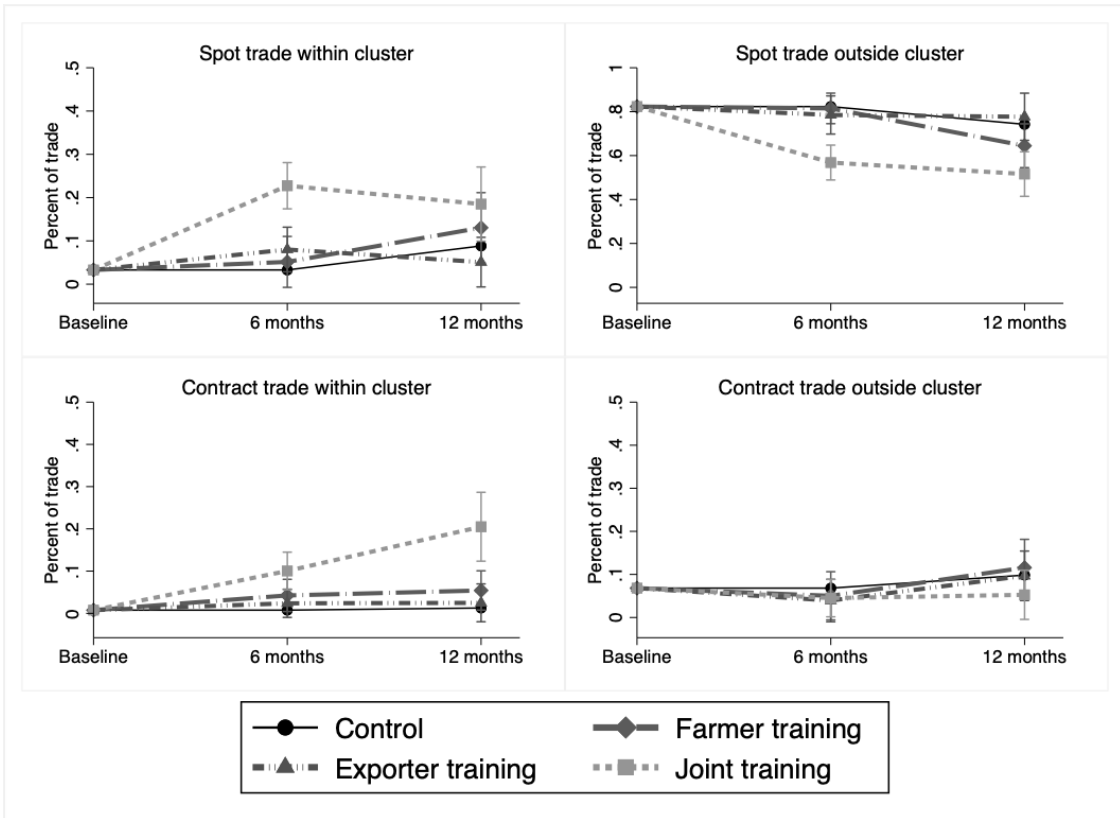 Spot trade within cluster
Percent of trade
.5
.4
.3
.2
.1
0
Baseline 6 months 12 months
Spot trade outside cluster
Percent of trade
1
.8
.6
.4
.2
0
Baseline 6 months 12 months
Contract trade within cluster
Percent of trade
.5
.4
.3
.2
.1
0
Baseline 6 months 12 months
Contract trade outside cluster
Percent of trade
.5
.4
.3
.2
.1
0
Baseline 6 months 12 months
Control Farmer training
Exporter training Joint training